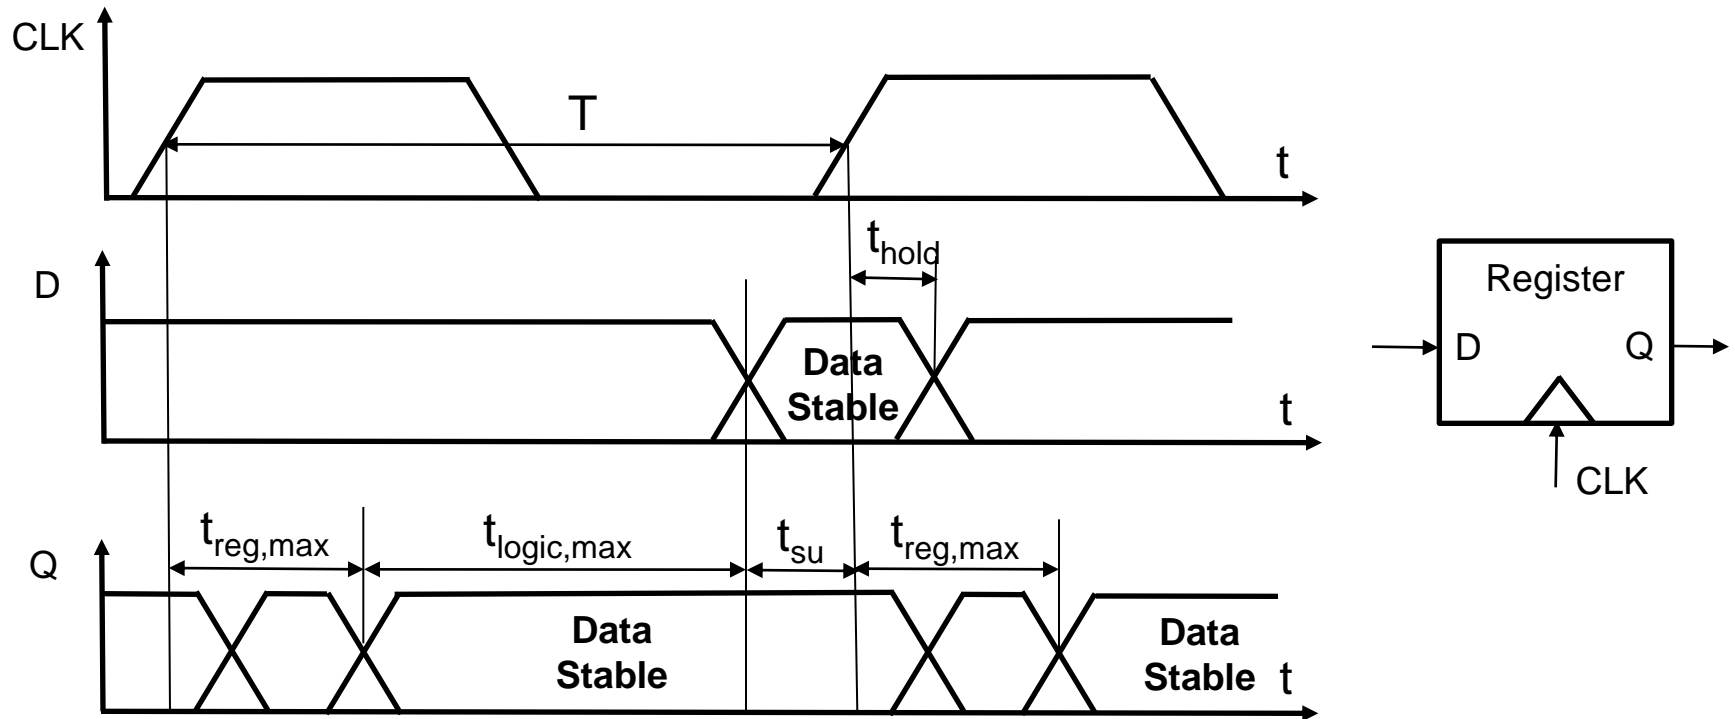 CLK
T
t
t_hold
D
Data
Stable
t
Register
D
Q
CLK
t_reg,max
t_logic,max
t_su
t_reg,max
Q
Data
Stable
Data
Stable
t